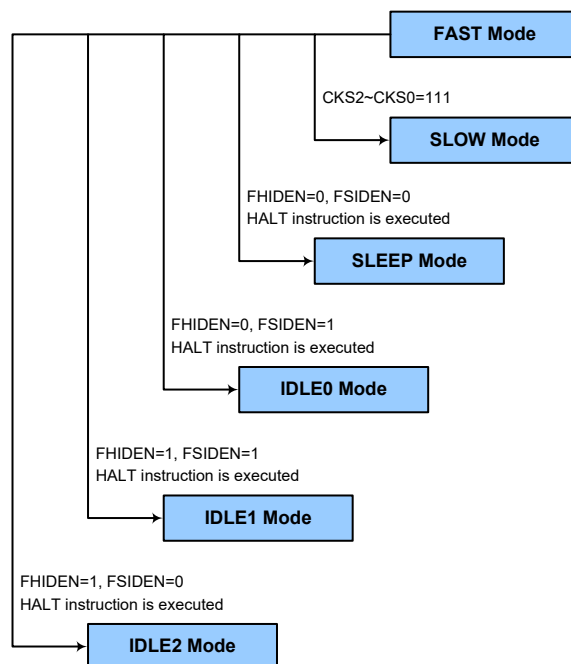 FAST Mode
CKS2~CKS0=111
SLOW Mode
FHIDEN=0, FSIDEN=0
HALT instruction is executed
SLEEP Mode
FHIDEN=0, FSIDEN=1
HALT instruction is executed
IDLE0 Mode
FHIDEN=1, FSIDEN=1
HALT instruction is executed
IDLE1 Mode
FHIDEN=1, FSIDEN=0
HALT instruction is executed
IDLE2 Mode